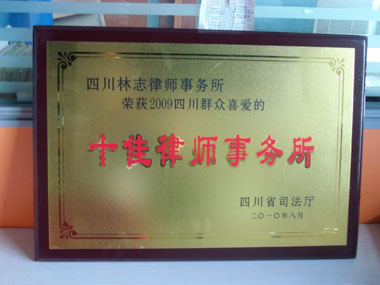 四川林志律师事务所
荣获2009四川群众喜爱的
十佳律师事务所
四川省司法厅
二〇一〇年八月